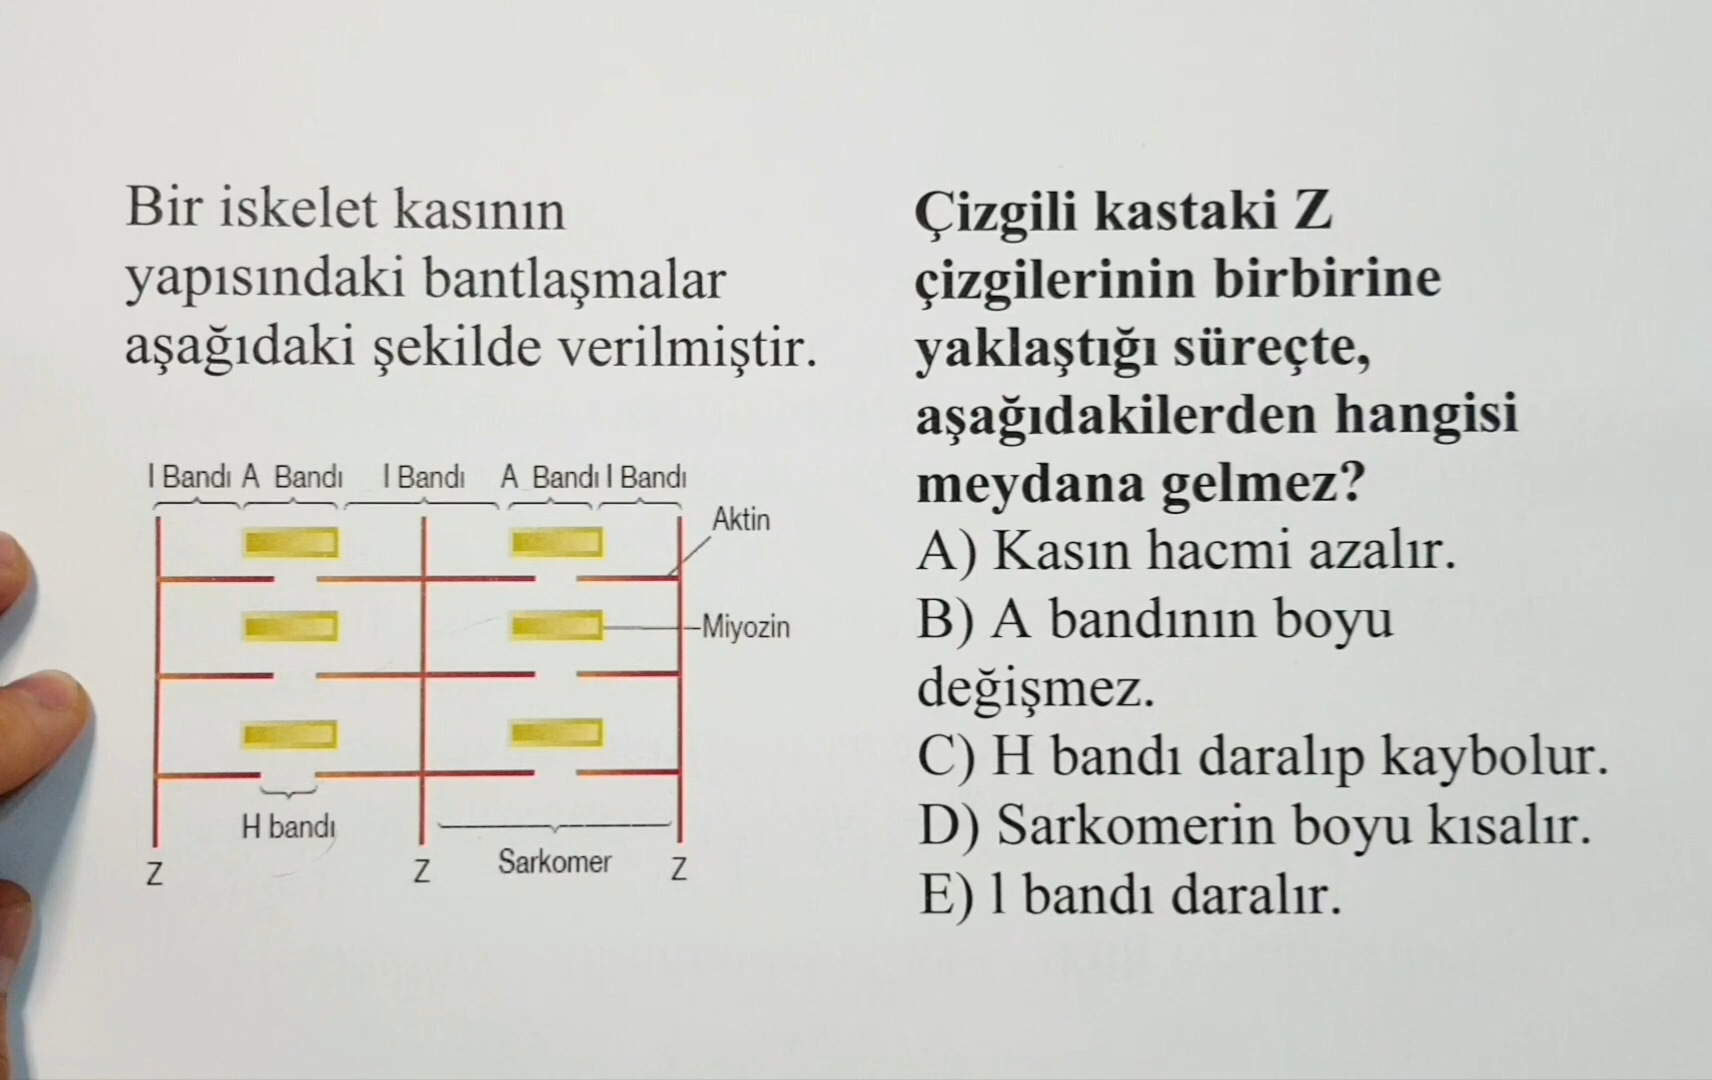 Bir iskelet kasının
yapısındaki bantlaşmalar
aşağıdaki şekilde verilmiştir.
I Bandı A Bandı I Bandı A Bandı I Bandı
Aktin
Miyozin
H bandı
Sarkomer
Z Z Z
Çizgili kastaki Z
çizgilerinin birbirine
yaklaştığı süreçte,
aşağıdakilerden hangisi
meydana gelmez?
A) Kasın hacmi azalır.
B) A bandının boyu
değişmez.
C) H bandı daralıp kaybolur.
D) Sarkomerin boyu kısalır.
E) l bandı daralır.